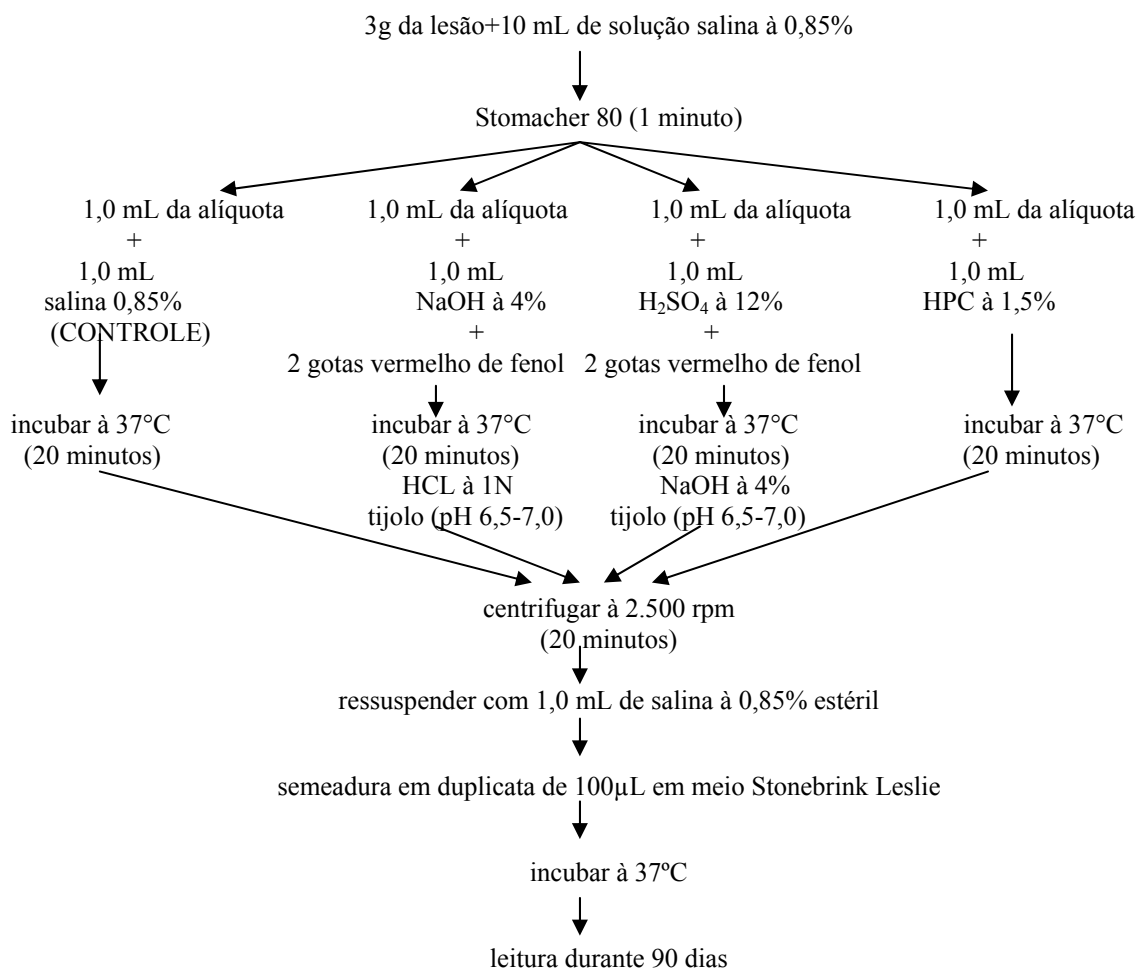 3g da lesão+10 mL de solução salina à 0,85%
Stomacher 80 (1 minuto)
1,0 mL da alíquota
+
1,0 mL
salina 0,85%
(CONTROLE)
incubar à 37°C
(20 minutos)
1,0 mL da alíquota
+
1,0 mL
NaOH à 4%
+
2 gotas vermelho de fenol
incubar à 37°C
(20 minutos)
HCL à 1N
tijolo (pH 6,5-7,0)
1,0 mL da alíquota
+
1,0 mL
H₂SO₄ à 12%
+
2 gotas vermelho de fenol
incubar à 37°C
(20 minutos)
NaOH à 4%
tijolo (pH 6,5-7,0)
1,0 mL da alíquota
+
1,0 mL
HPC à 1,5%
incubar à 37°C
(20 minutos)
centrifugar à 2.500 rpm
(20 minutos)
ressuspender com 1,0 mL de salina à 0,85% estéril
semeadura em duplicata de 100µL em meio Stonebrink Leslie
incubar à 37ºC
leitura durante 90 dias